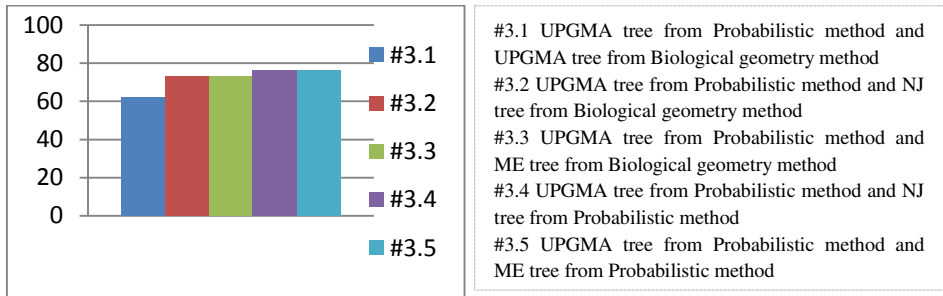 100
80
60
40
20
0
#3.1
#3.2
#3.3
#3.4
#3.5
#3.1 UPGMA tree from Probabilistic method and
UPGMA tree from Biological geometry method
#3.2 UPGMA tree from Probabilistic method and NJ
tree from Biological geometry method
#3.3 UPGMA tree from Probabilistic method and
ME tree from Biological geometry method
#3.4 UPGMA tree from Probabilistic method and NJ
tree from Probabilistic method
#3.5 UPGMA tree from Probabilistic method and
ME tree from Probabilistic method